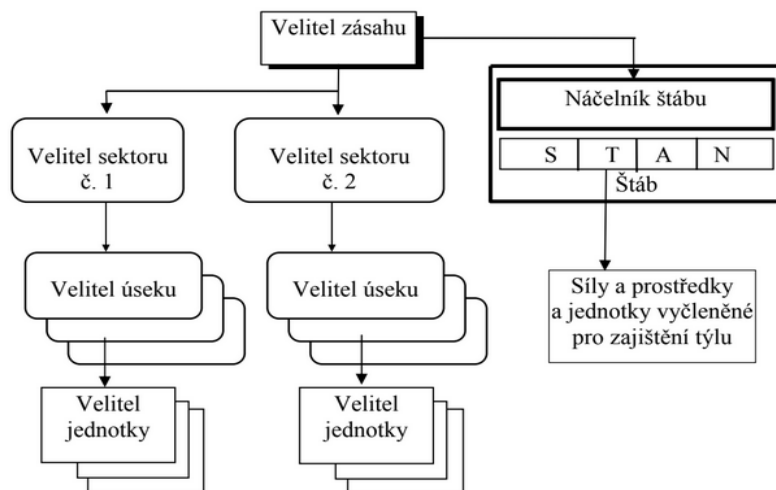 Velitel zásahu
Náčelník štábu
S T A N
Štáb
Velitel sektoru
č. 1
Velitel sektoru
č. 2
Velitel úseku
Velitel úseku
Síly a prostředky
a jednotky vyčleněné
pro zajištění týlu
Velitel
jednotky
Velitel
jednotky